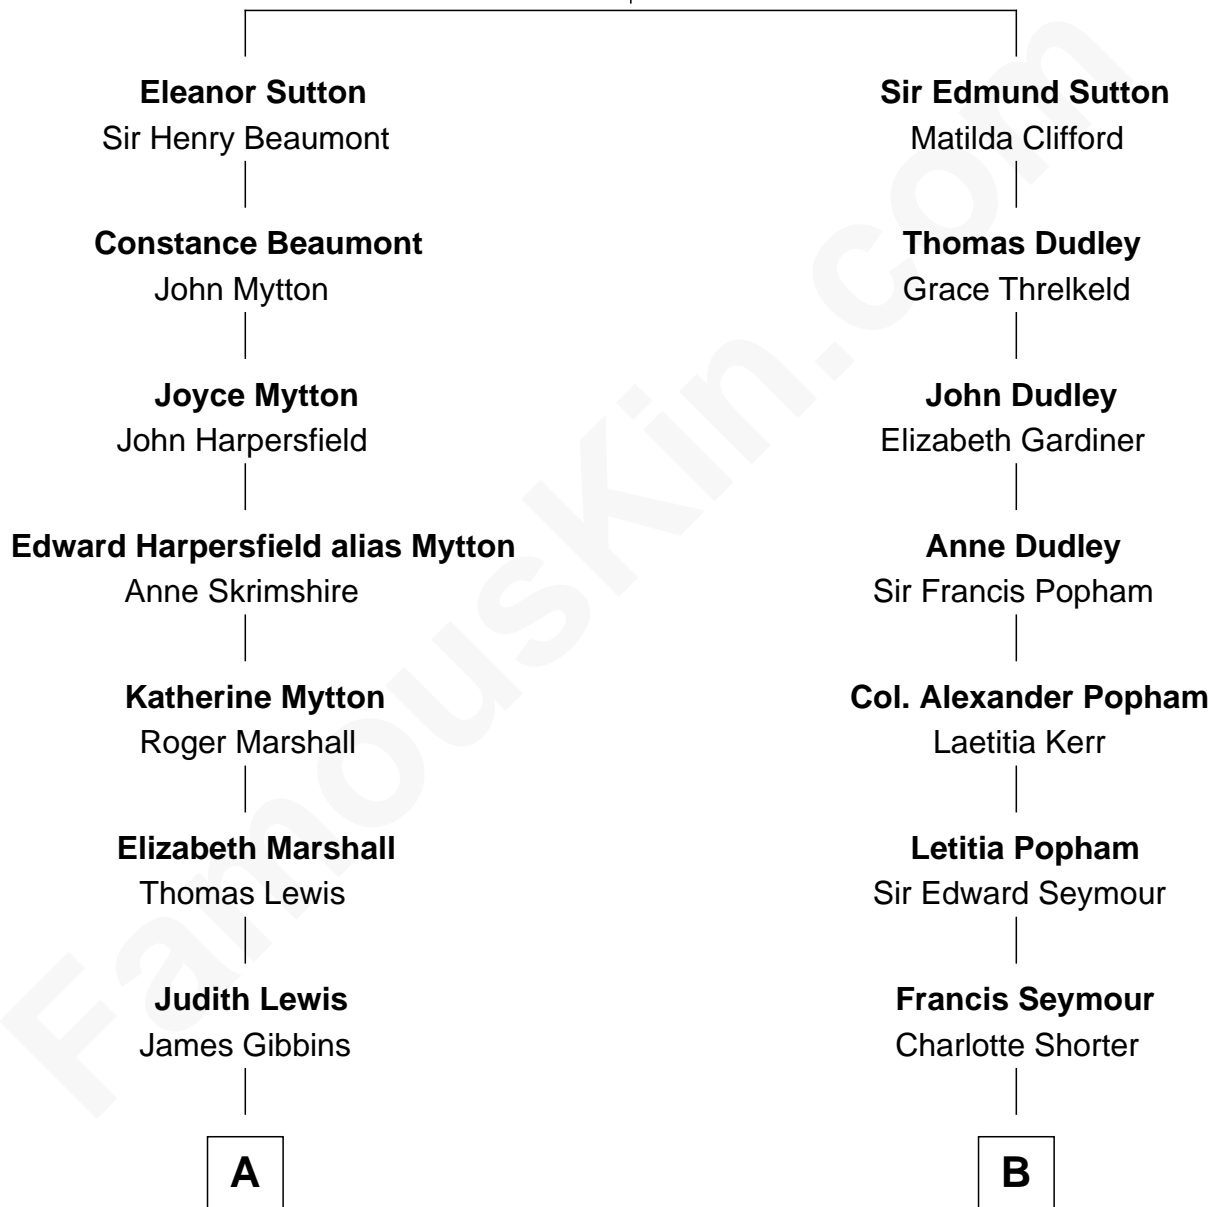 Eleanor Sutton
Sir Henry Beaumont
Constance Beaumont
John Mytton
Joyce Mytton
John Harpersfield
Edward Harpersfield alias Mytton
Anne Skrimshire
Katherine Mytton
Roger Marshall
Elizabeth Marshall
Thomas Lewis
Judith Lewis
James Gibbins
A
Sir Edmund Sutton
Matilda Clifford
Thomas Dudley
Grace Threlkeld
John Dudley
Elizabeth Gardiner
Anne Dudley
Sir Francis Popham
Col. Alexander Popham
Laetitia Kerr
Letitia Popham
Sir Edward Seymour
Francis Seymour
Charlotte Shorter
B
FamousKin.com